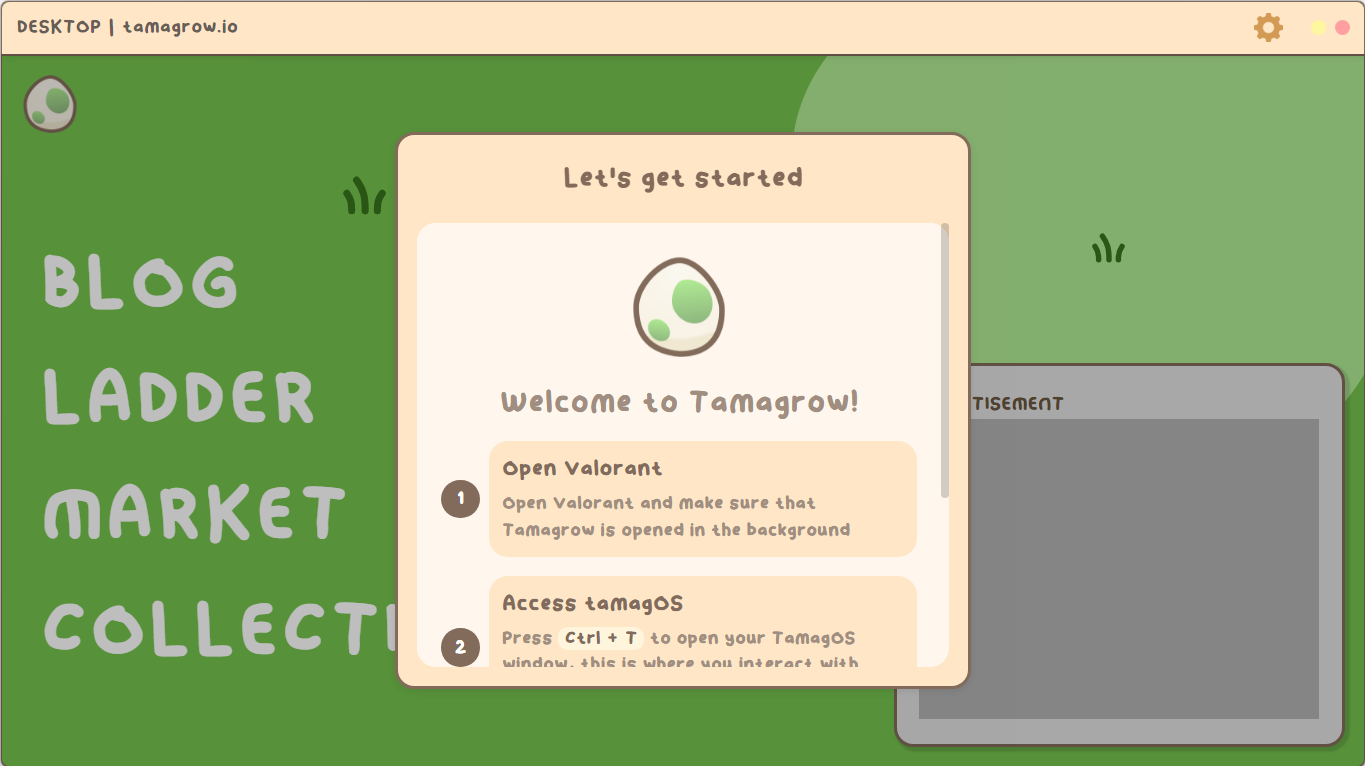 DESKTOP | tamagrow.io
Let's get started
BLOG
LADDER
MARKET
Welcome to Tamagrow!
TISEMENT
1
Open Valorant
Open Valorant and make sure that
Tamagrow is opened in the background
2
Access tamagOS
Press Ctrl + T to open your TamagOS
window, this is where you interact with
COLLECTI